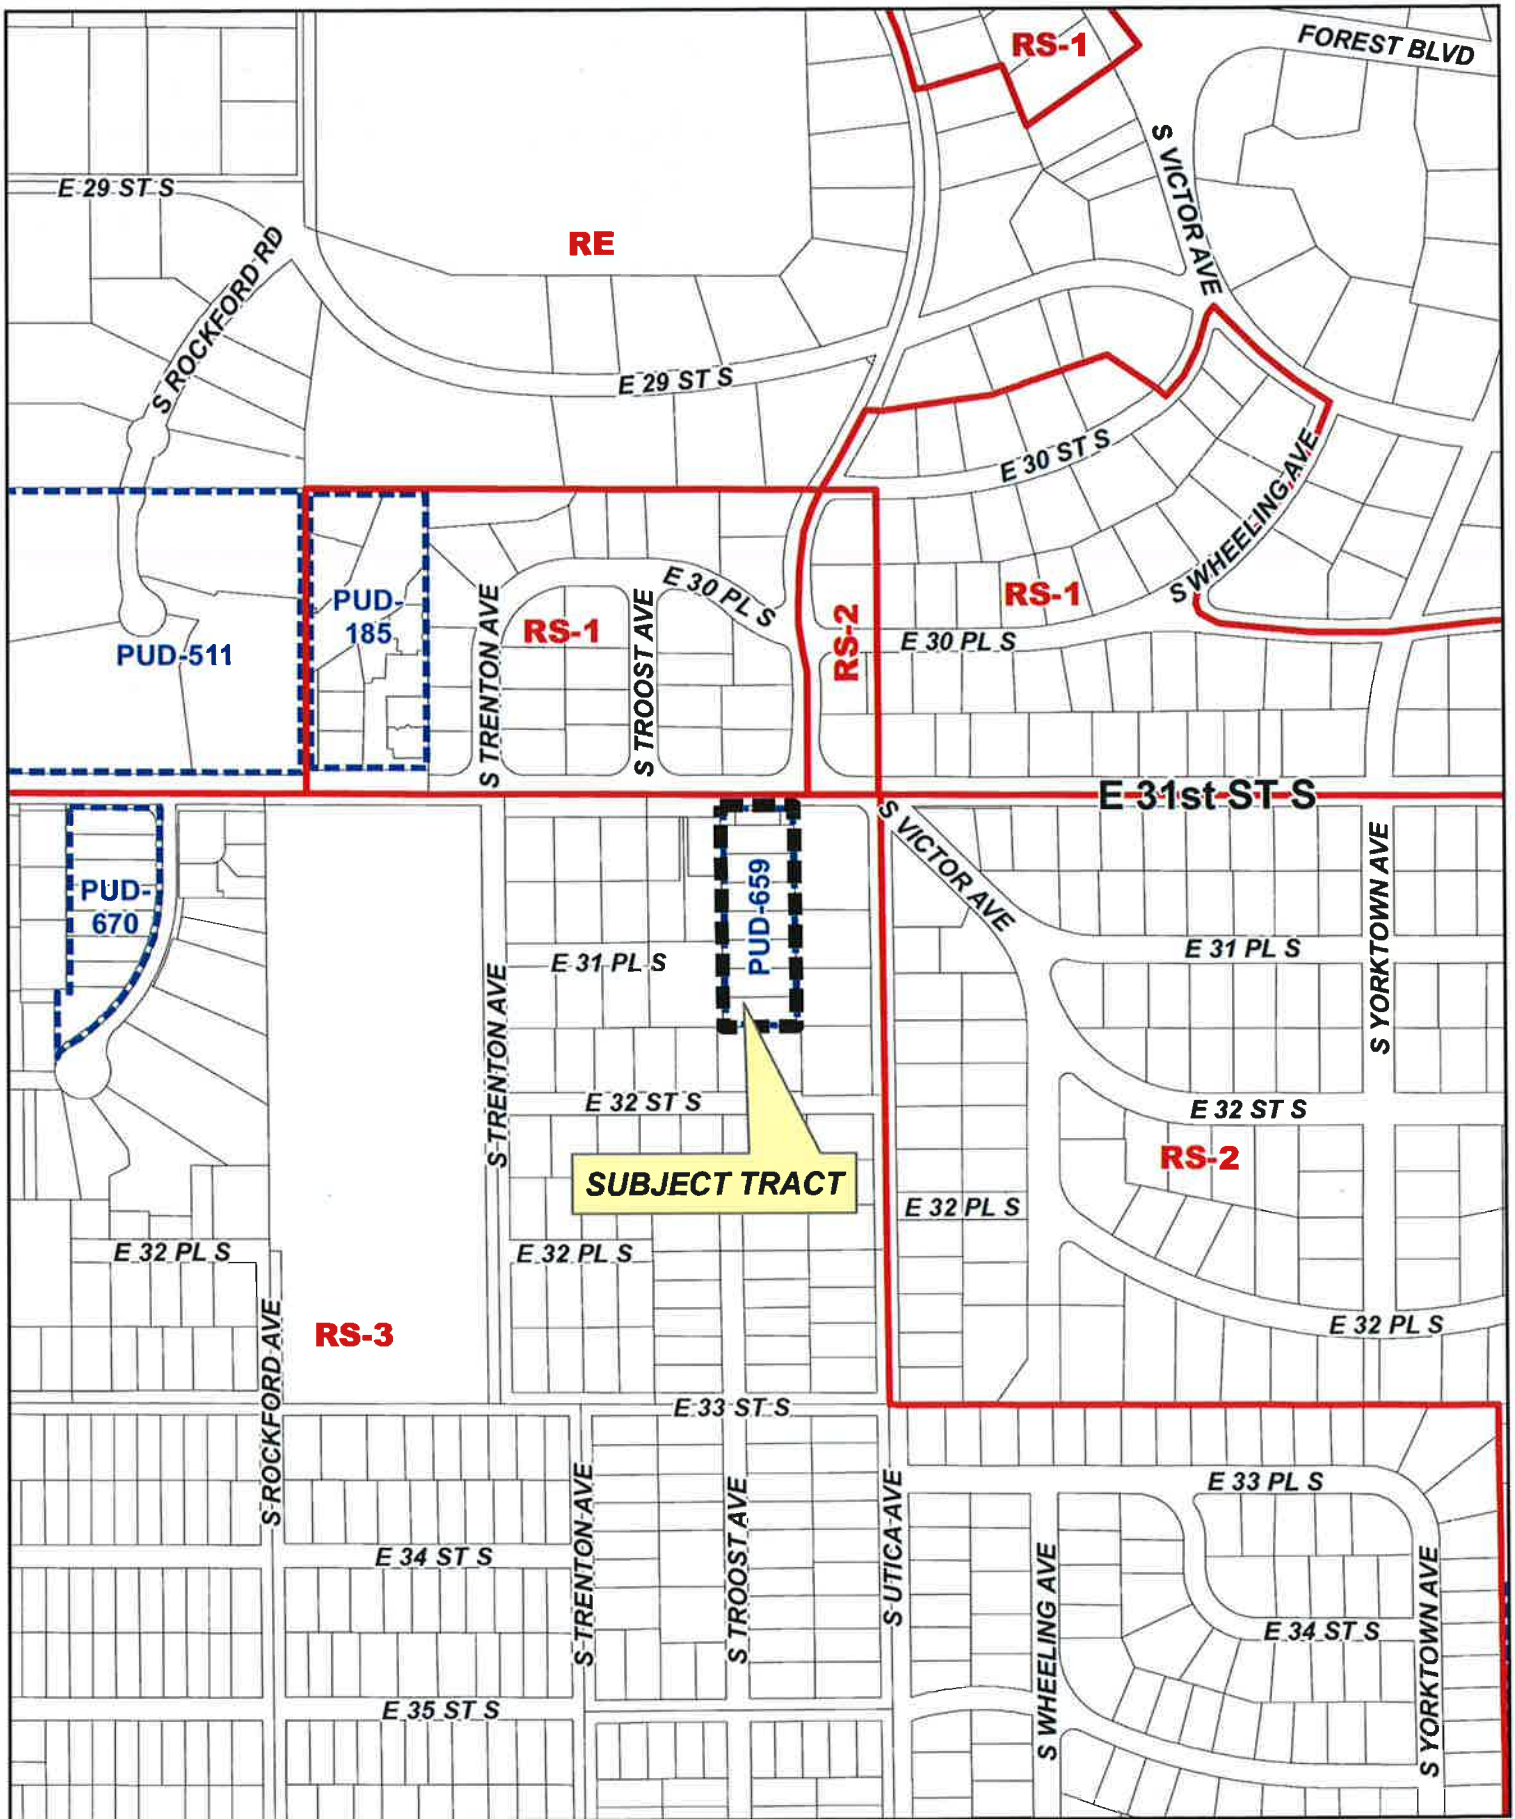 RS-1
FOREST BLVD
S VICTOR AVE
E 29 ST S
RE
S ROCKFORD RD
E 29 ST S
E 30 ST S
S WHEELING AVE
PUD-
185
PUD-511
S TRENTON AVE
RS-1
S TROOST AVE
E 30 PL S
RS-2
RS-1
E 30 PL S
E 31st ST S
PUD-
670
PUD-659
S VICTOR AVE
S YORKTOWN AVE
E 31 PL S
E 31 PL S
S TRENTON AVE
E 32 ST S
E 32 ST S
RS-2
SUBJECT TRACT
E 32 PL S
E 32 PL S
E 32 PL S
E 32 PL S
RS-3
S ROCKFORD AVE
E 33 ST S
E 33 PL S
S TRENTON AVE
S TROOST AVE
S UTICA AVE
S WHEELING AVE
S YORKTOWN AVE
E 34 ST S
E 34 ST S
E 35 ST S